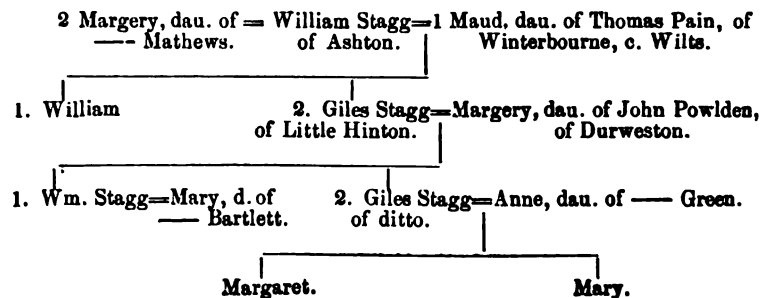 2 Margery, dau. of = William Stagg=1 Maud, dau. of Thomas Pain, of
—— Mathews. of Ashton. Winterbourne, c. Wilts.
1. William 2. Giles Stagg=Margery, dau. of John Powlden,
of Little Hinton. of Durweston.
1. Wm. Stagg=Mary, d. of 2. Giles Stagg=Anne, dau. of —— Green.
—— Bartlett. of ditto.
Margaret. Mary.